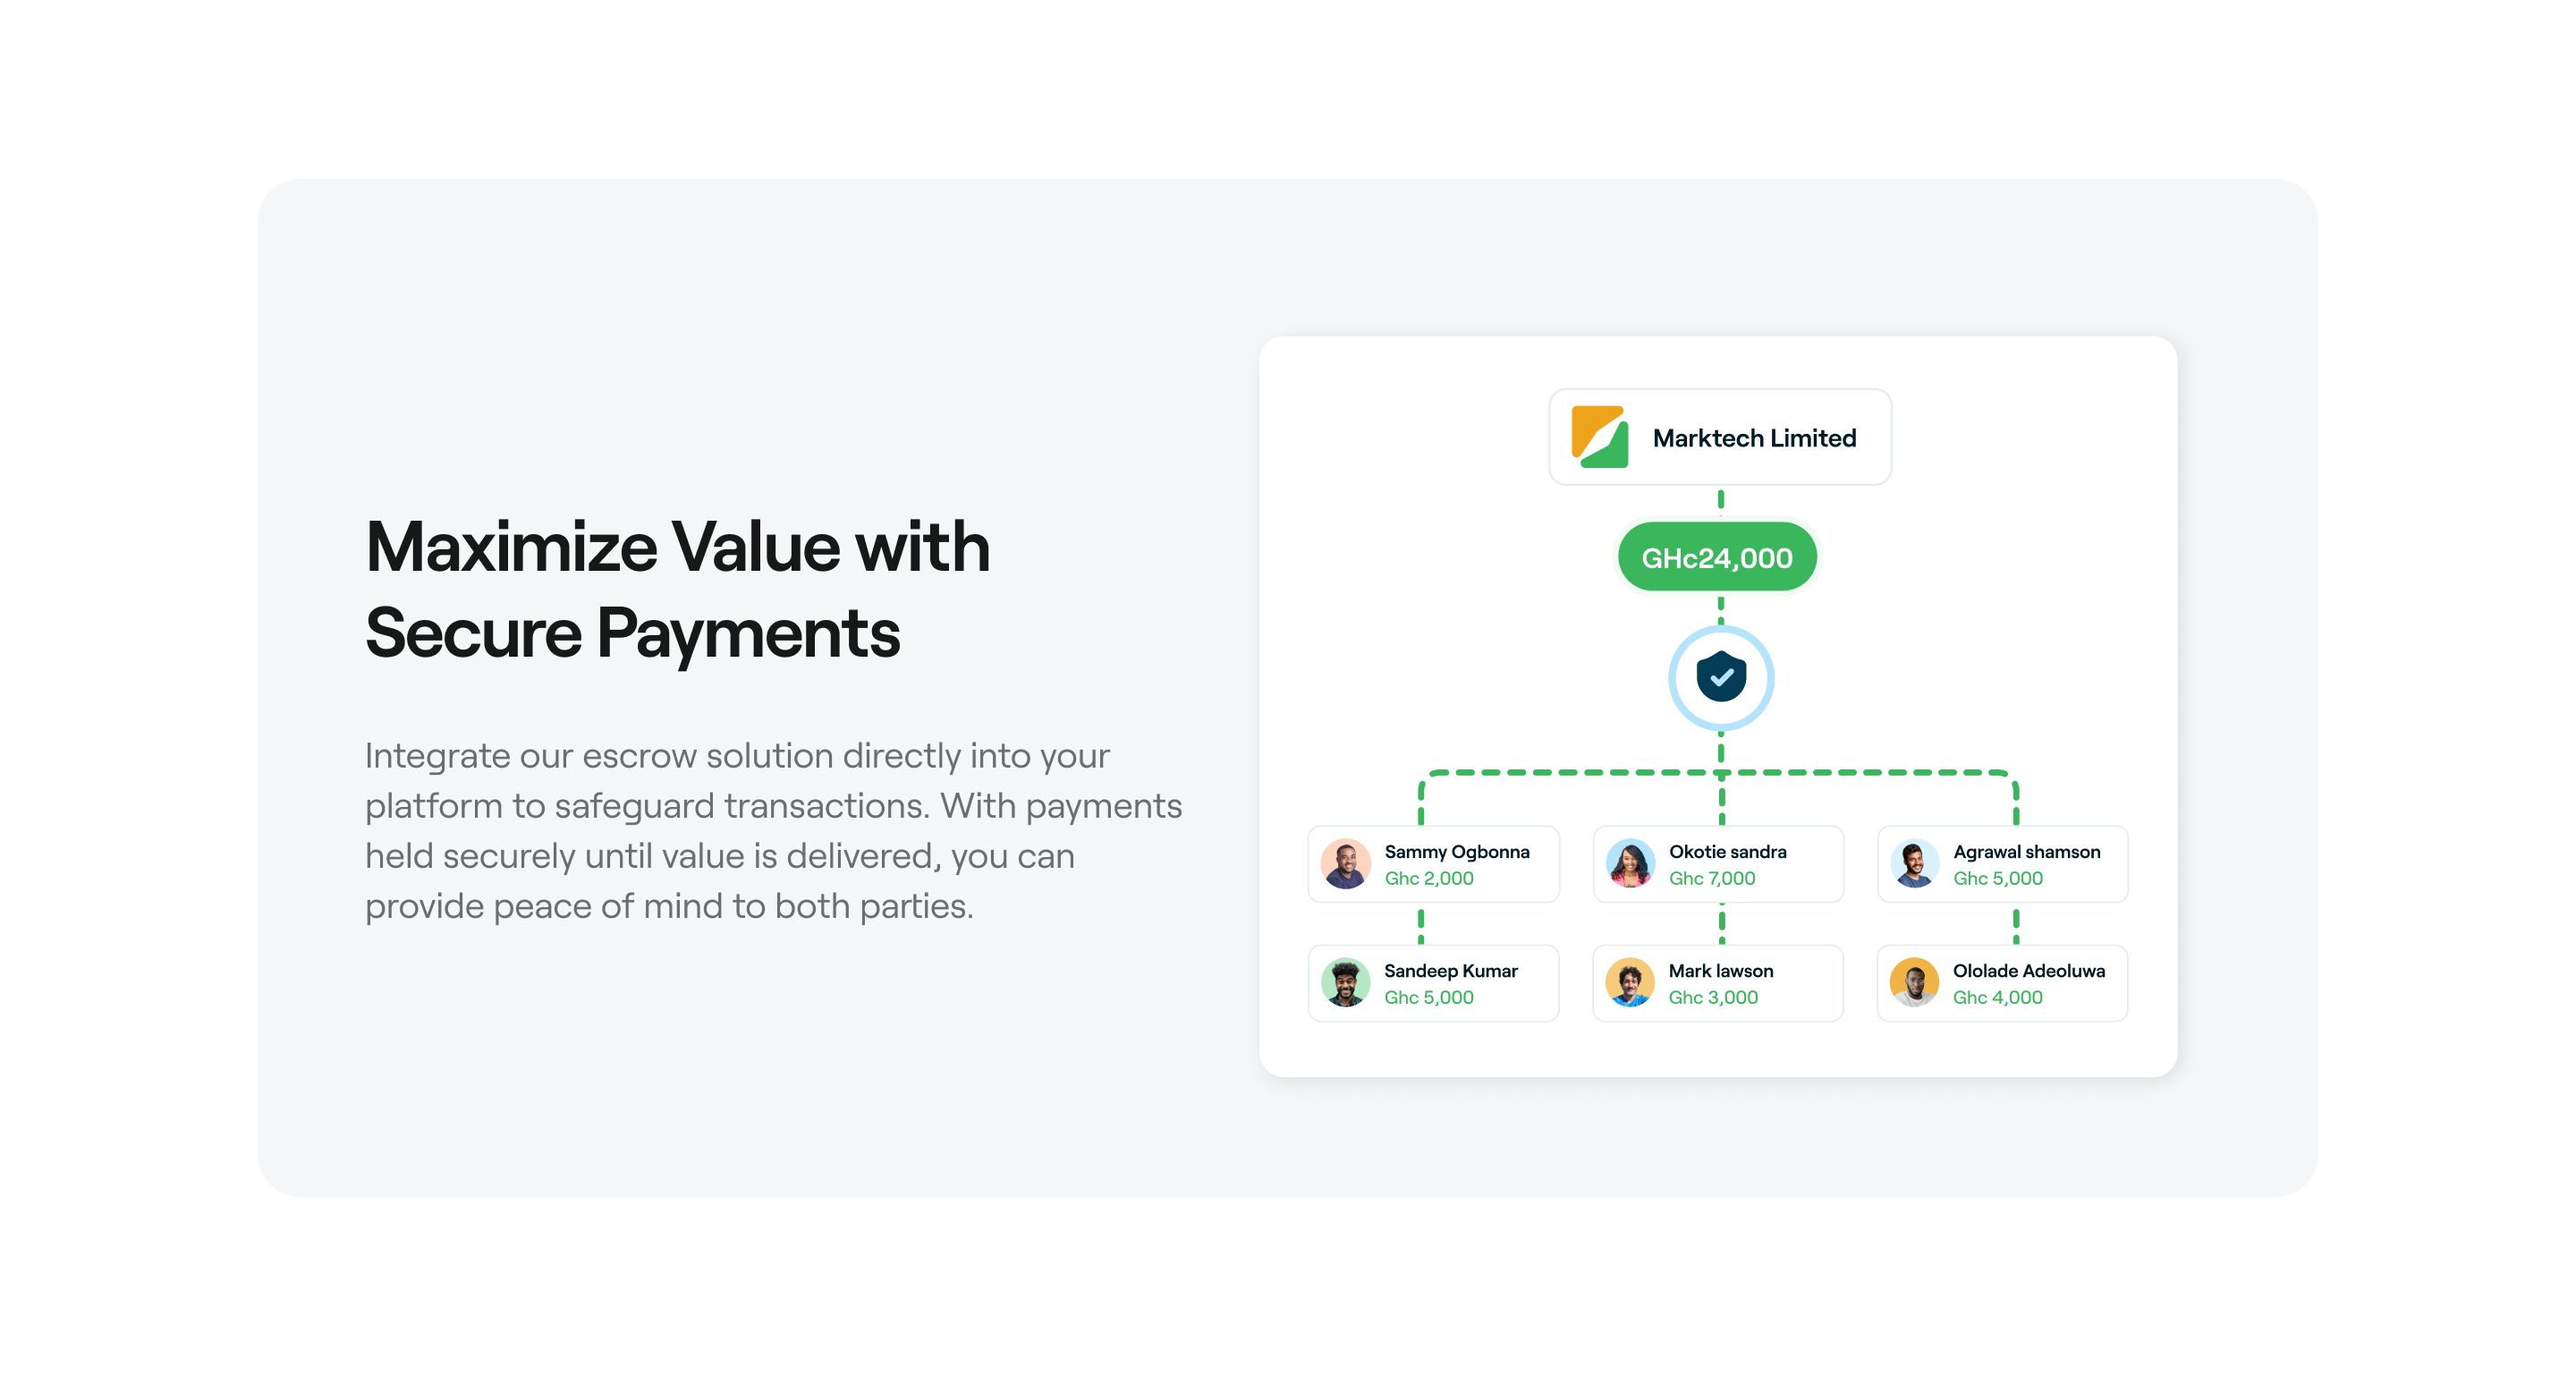 Maximize Value with
Secure Payments
Integrate our escrow solution directly into your
platform to safeguard transactions. With payments
held securely until value is delivered, you can
provide peace of mind to both parties.
Marktech Limited
GHc24,000
Sammy Ogbonna
Ghc 2,000
Okotie sandra
Ghc 7,000
Agrawal shamson
Ghc 5,000
Sandeep Kumar
Ghc 5,000
Mark lawson
Ghc 3,000
Ololade Adeoluwa
Ghc 4,000